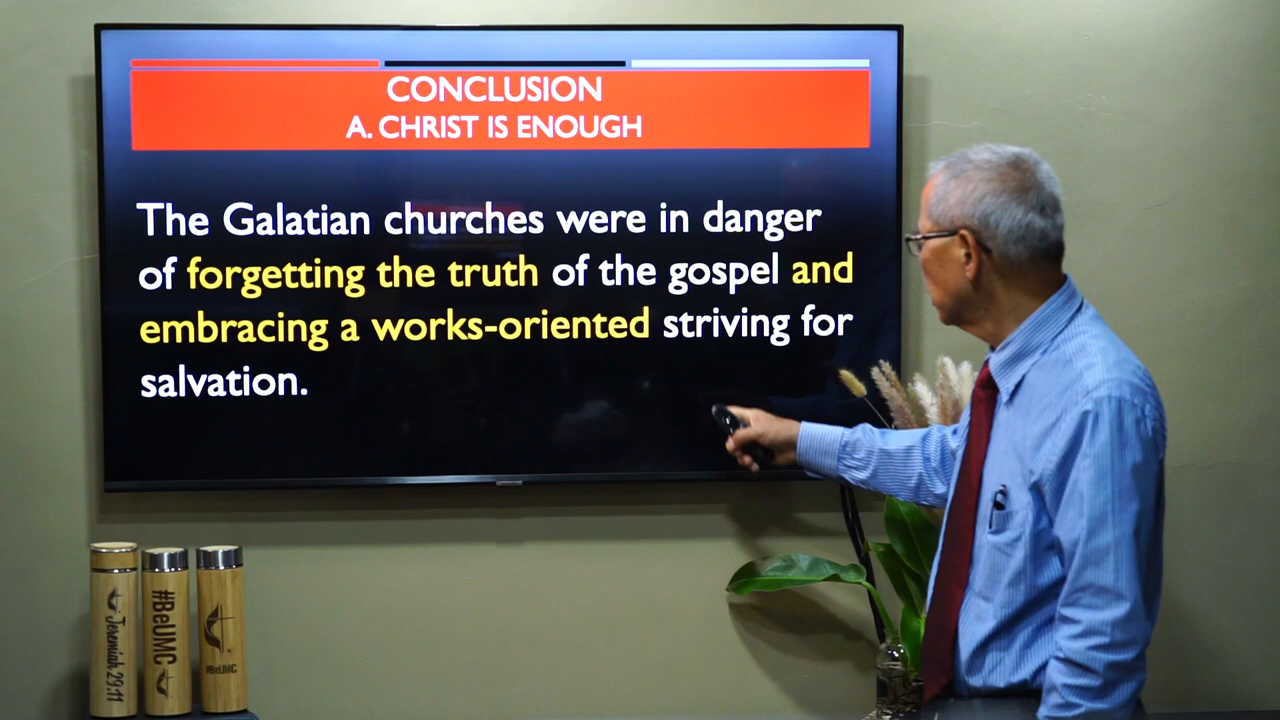 CONCLUSION
A. CHRIST IS ENOUGH
The Galatian churches were in danger
of forgetting the truth of the gospel and
embracing a works-oriented striving for
salvation.
Jeremiah 29:11
#BeUMC
#BeUMC